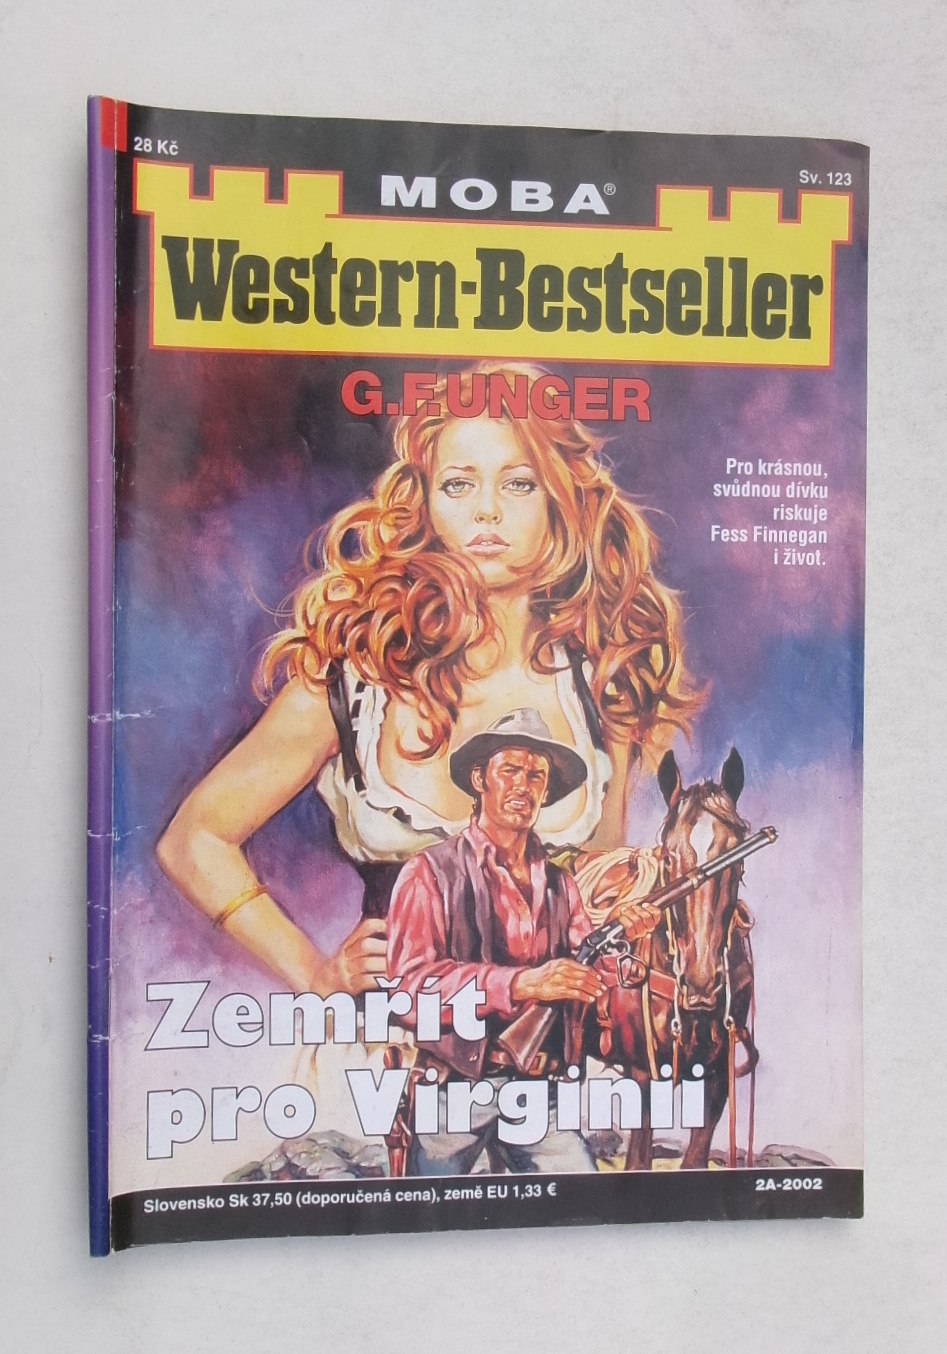 28 Kč
MOBA®
Sv. 123
Western-Bestseller
G.F.UNGER
Pro krásnou,
svůdnou dívku
riskuje
Fess Finnegan
i život.
Zemřít
pro Virginii
Slovensko Sk 37,50 (doporučená cena), země EU 1,33 €
2A-2002